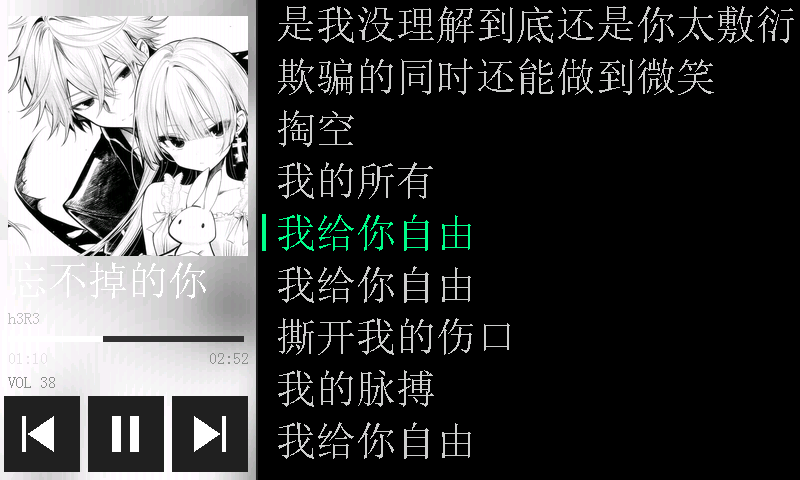 忘不掉的你
h3R3
01:10
02:52
VOL 38
是我没理解到底还是你太敷衍
欺骗的同时还能做到微笑
掏空
我的所有
我给你自由
我给你自由
撕开我的伤口
我的脉搏
我给你自由